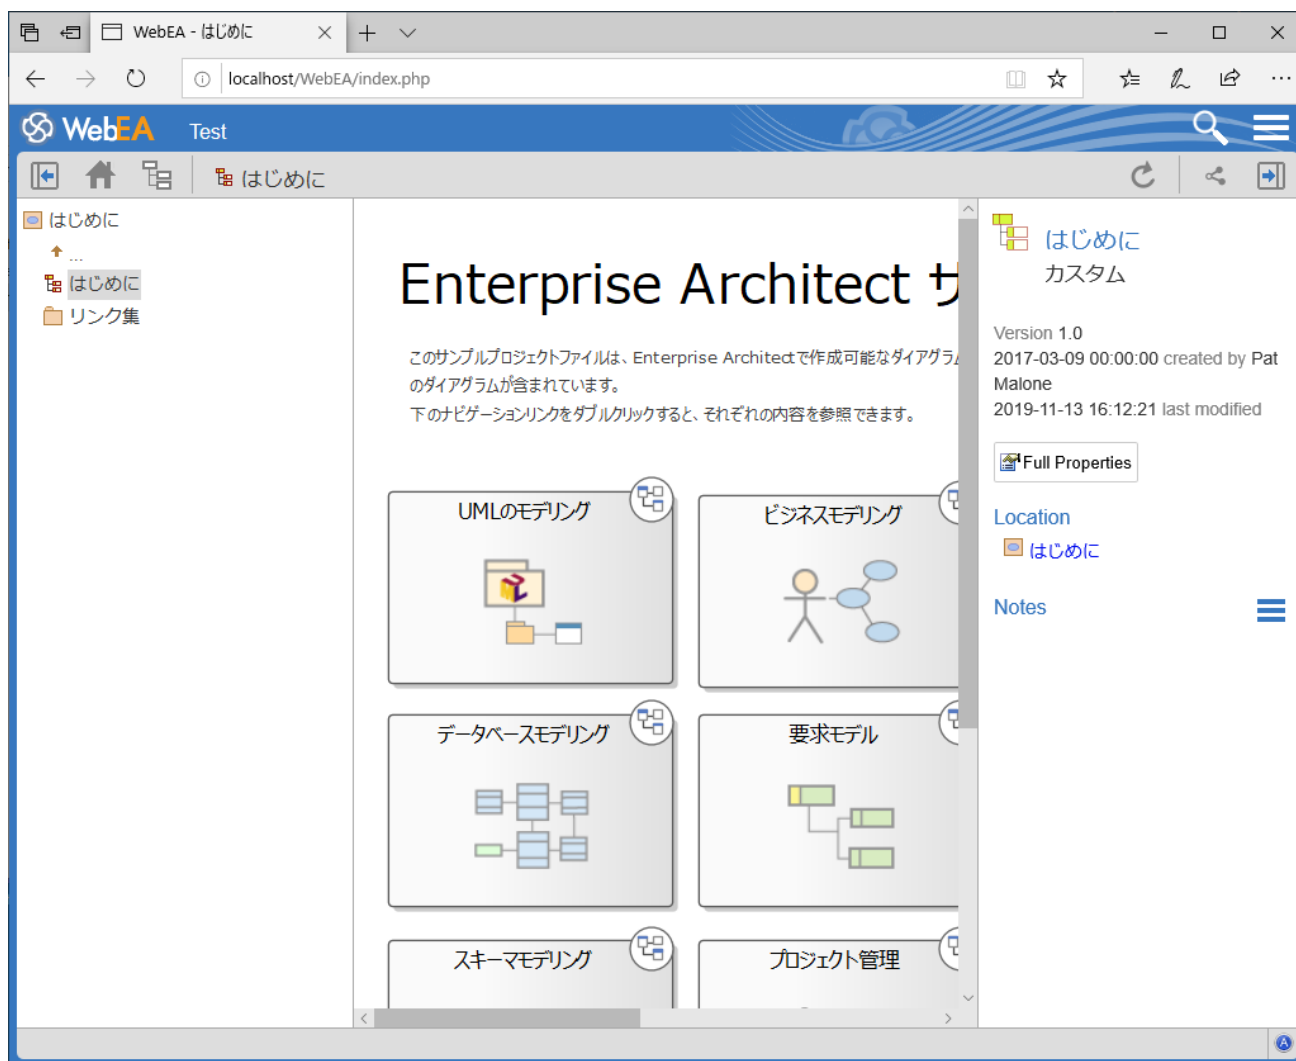 WebEA - はじめに
localhost/WebEA/index.php
WebEA Test
はじめに
はじめに
...
はじめに
リンク集
Enterprise Architect サ
このサンプルプロジェクトファイルは、Enterprise Architectで作成可能なダイアグラム
のダイアグラムが含まれています。
下のナビゲーションリンクをダブルクリックすると、それぞれの内容を参照できます。
UMLのモデリング
ビジネスモデリング
データベースモデリング
要求モデル
スキーマモデリング
プロジェクト管理
はじめに
カスタム
Version 1.0
2017-03-09 00:00:00 created by Pat
Malone
2019-11-13 16:12:21 last modified
Full Properties
Location
はじめに
Notes
A